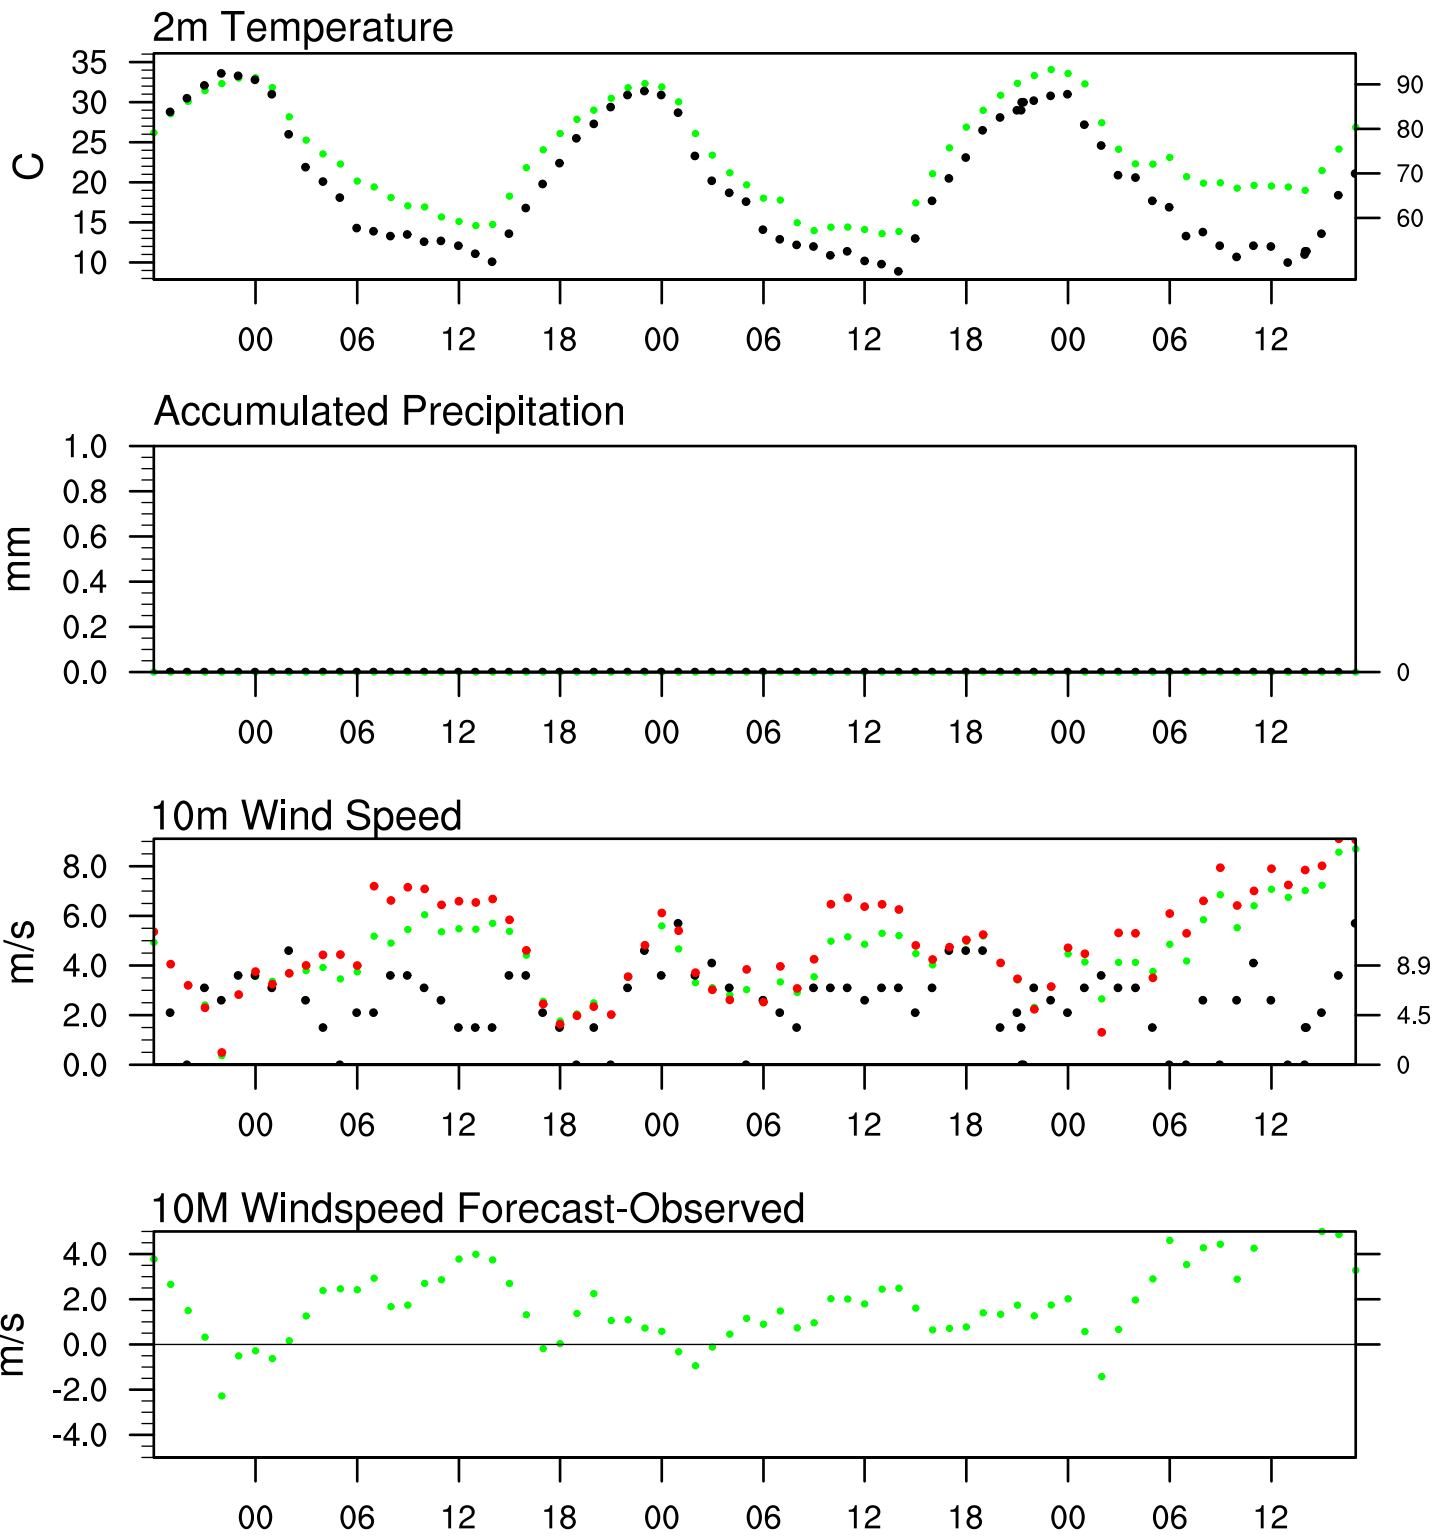 2m Temperature
35
30
25
20
15
10
C
90
80
70
60
00 06 12 18 00 06 12 18 00 06 12
Accumulated Precipitation
1.0
0.8
0.6
0.4
0.2
0.0
mm
0
00 06 12 18 00 06 12 18 00 06 12
10m Wind Speed
8.0
6.0
4.0
2.0
0.0
m/s
8.9
4.5
0
00 06 12 18 00 06 12 18 00 06 12
10M Windspeed Forecast-Observed
4.0
2.0
0.0
-2.0
-4.0
m/s
00 06 12 18 00 06 12 18 00 06 12